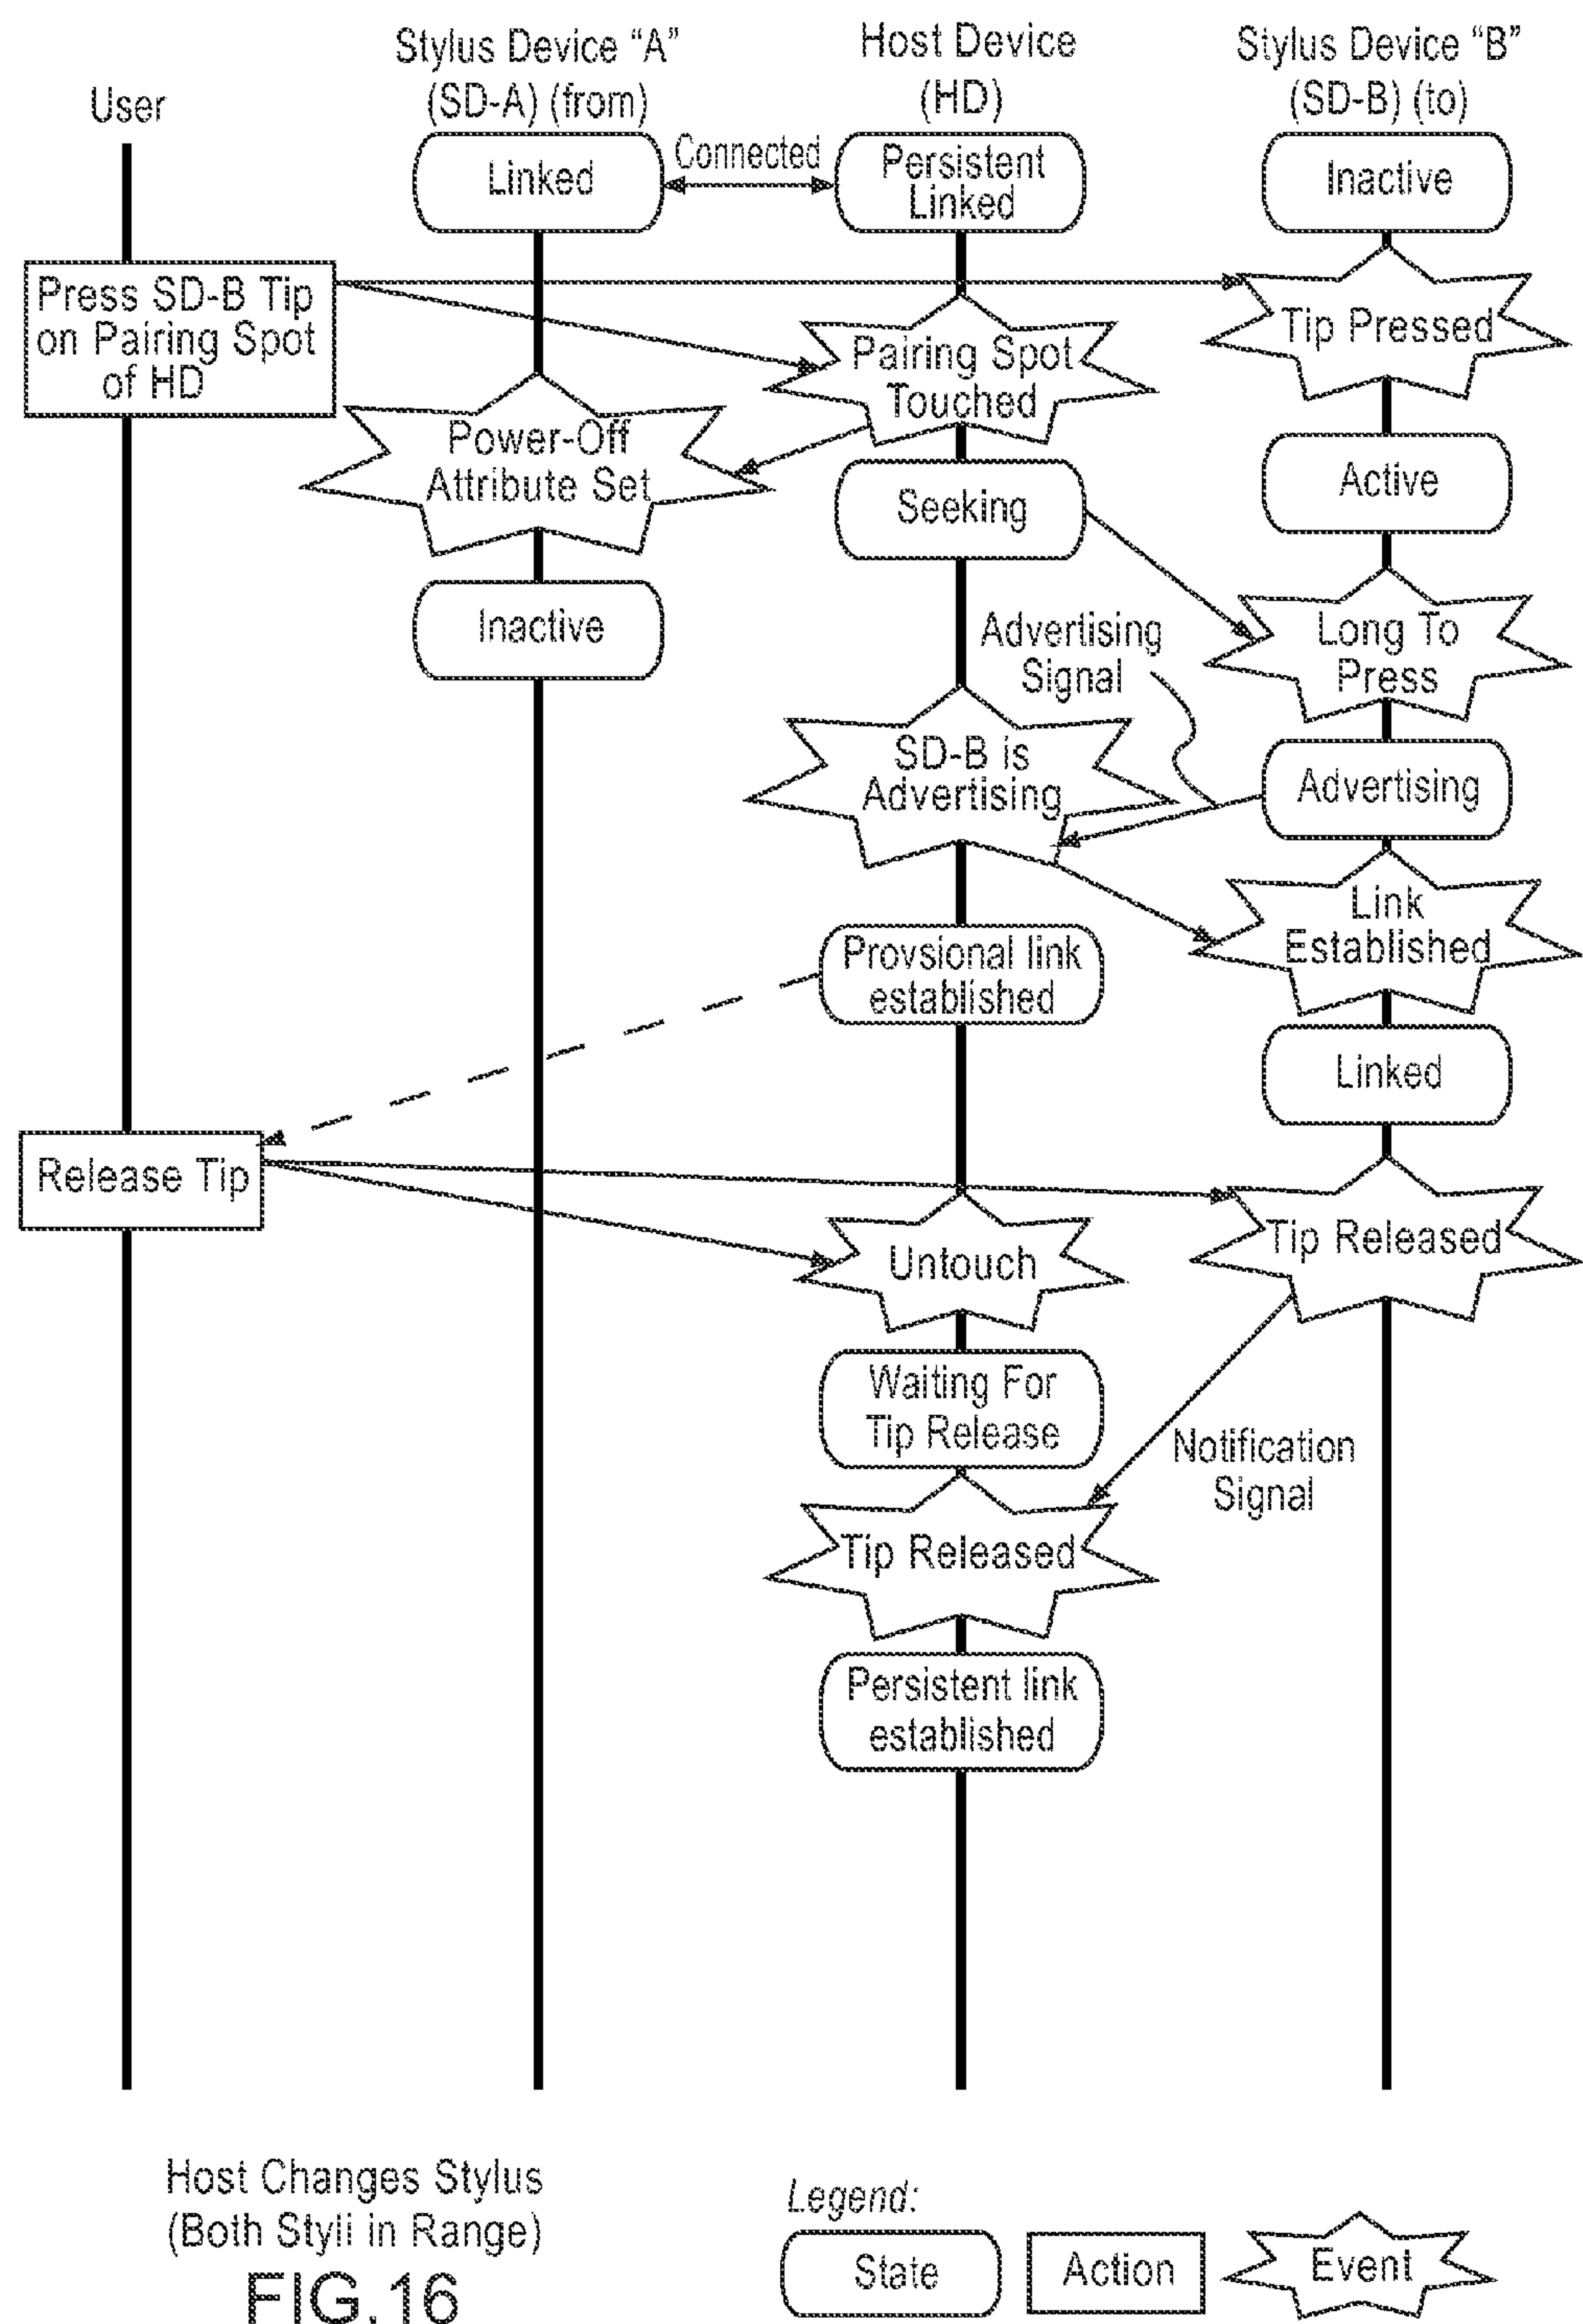 User
Stylus Device "A"
(SD-A) (from)
Host Device
(HD)
Stylus Device "B"
(SD-B) (to)
Linked
Connected
Persistent
Linked
Inactive
Press SD-B Tip
on Pairing Spot
of HD
Tip Pressed
Pairing Spot
Touched
Power-Off
Attribute Set
Seeking
Active
Inactive
Advertising
Signal
Long To
Press
SD-B is
Advertising
Advertising
Link
Established
Provsional link
established
Linked
Release Tip
Untouch
Tip Released
Waiting For
Tip Release
Notification
Signal
Tip Released
Persistent link
established
Host Changes Stylus
(Both Styli in Range)
FIG.16
Legend:
State
Action
Event